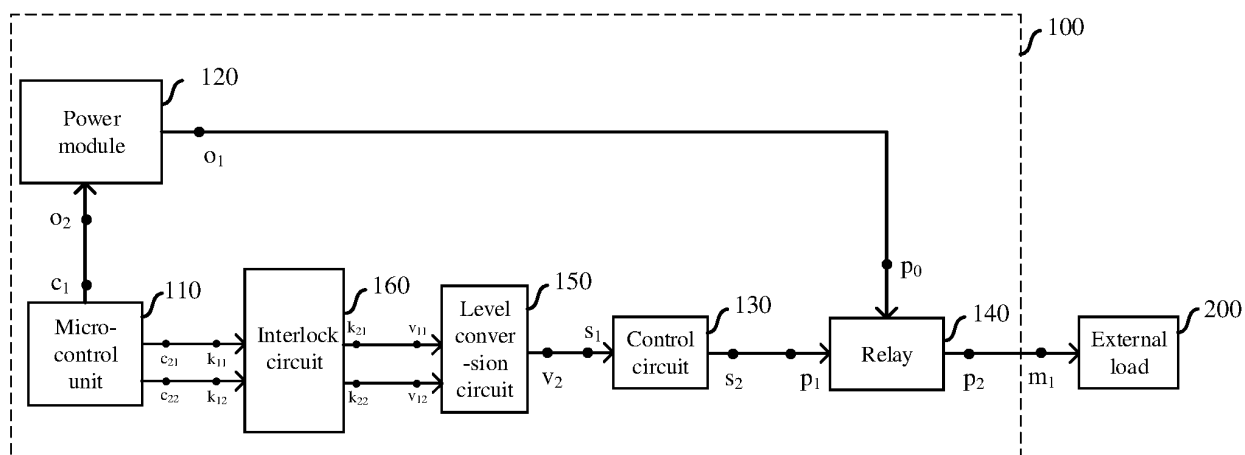 100
120
Power
module
o₁
o₂
c₁
p₀
110
160
150
130
140
200
Micro-
control
unit
c₂₁
k₁₁
c₂₂
k₁₂
Interlock
circuit
k₂₁
v₁₁
k₂₂
v₁₂
Level
conver
-sion
circuit
v₂
s₁
Control
circuit
s₂
p₁
Relay
p₂
m₁
External
load